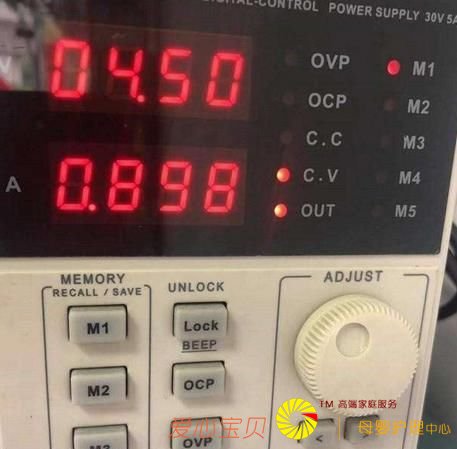 DIGITAL-CONTROL POWER SUPPLY 30V 5A
V 04.50
OVP M1
OCP M2
C.C M3
A 0.898
C.V M4
OUT M5
MEMORY
RECALL / SAVE
UNLOCK
ADJUST
M1
Lock
BEEP
M2
OCP
M3
OVP
<
TM 高端家庭服务
爱心宝贝
母婴护理中心